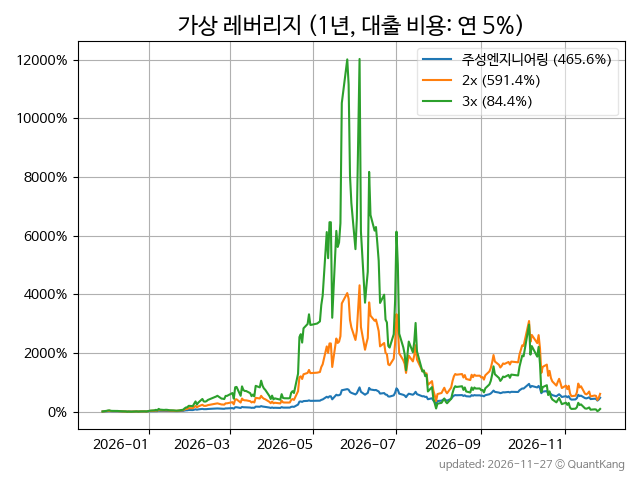 가상 레버리지 (1년, 대출 비용: 연 5%)
주성엔지니어링 (465.6%)
2x (591.4%)
3x (84.4%)
12000%
10000%
8000%
6000%
4000%
2000%
0%
2026-01 2026-03 2026-05 2026-07 2026-09 2026-11
updated: 2026-11-27 © QuantKang